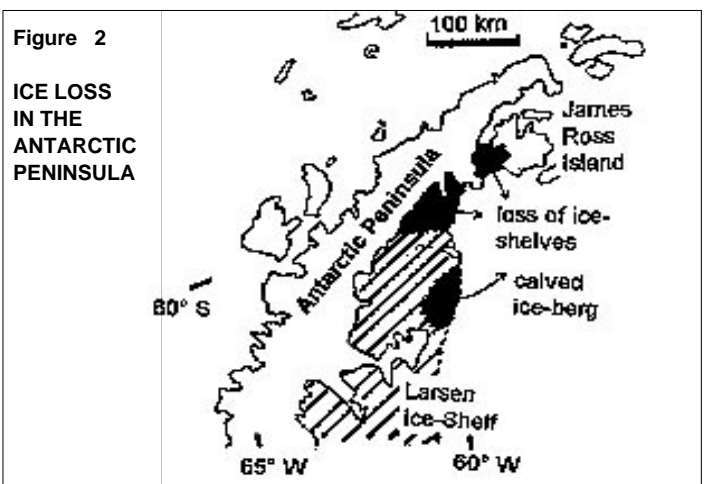 Figure 2
ICE LOSS
IN THE
ANTARCTIC
PENINSULA
100 km
James
Ross
Island
Antarctic Peninsula
loss of ice-
shelves
calved
ice-berg
60° S
Larsen
Ice-Shelf
65° W
60° W